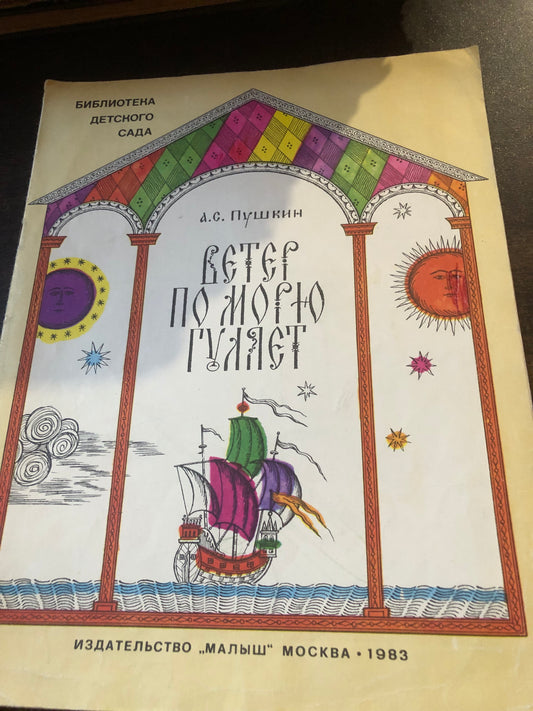 БИБЛИОТЕКА
ДЕТСКОГО
САДА
А.С. ПУШКИН
ВЕТЕР
ПО МОРЮ
ГУЛЯЕТ
ИЗДАТЕЛЬСТВО „МАЛЫШ" МОСКВА • 1983